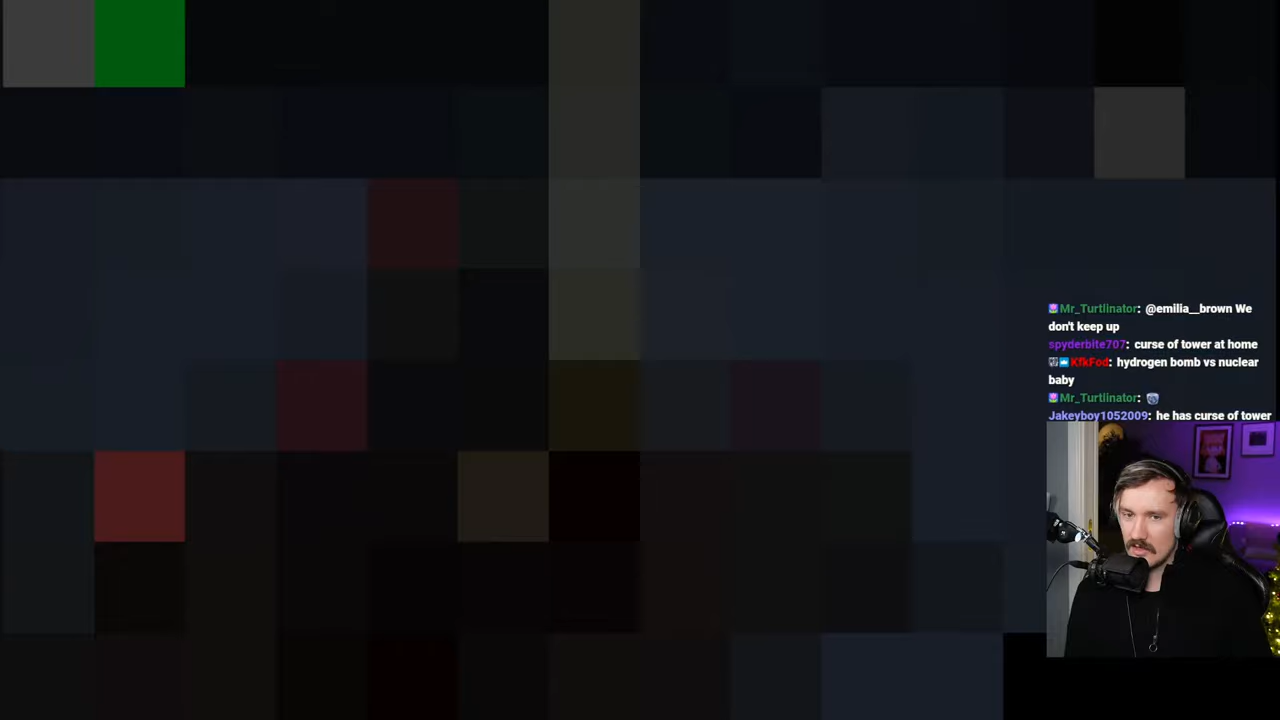 Mr_Turtlinator: @emilia__brown We
don't keep up
spyderbite707: curse of tower at home
KfkFod: hydrogen bomb vs nuclear
baby
Mr_Turtlinator:
Jakeyboy1052009: he has curse of tower